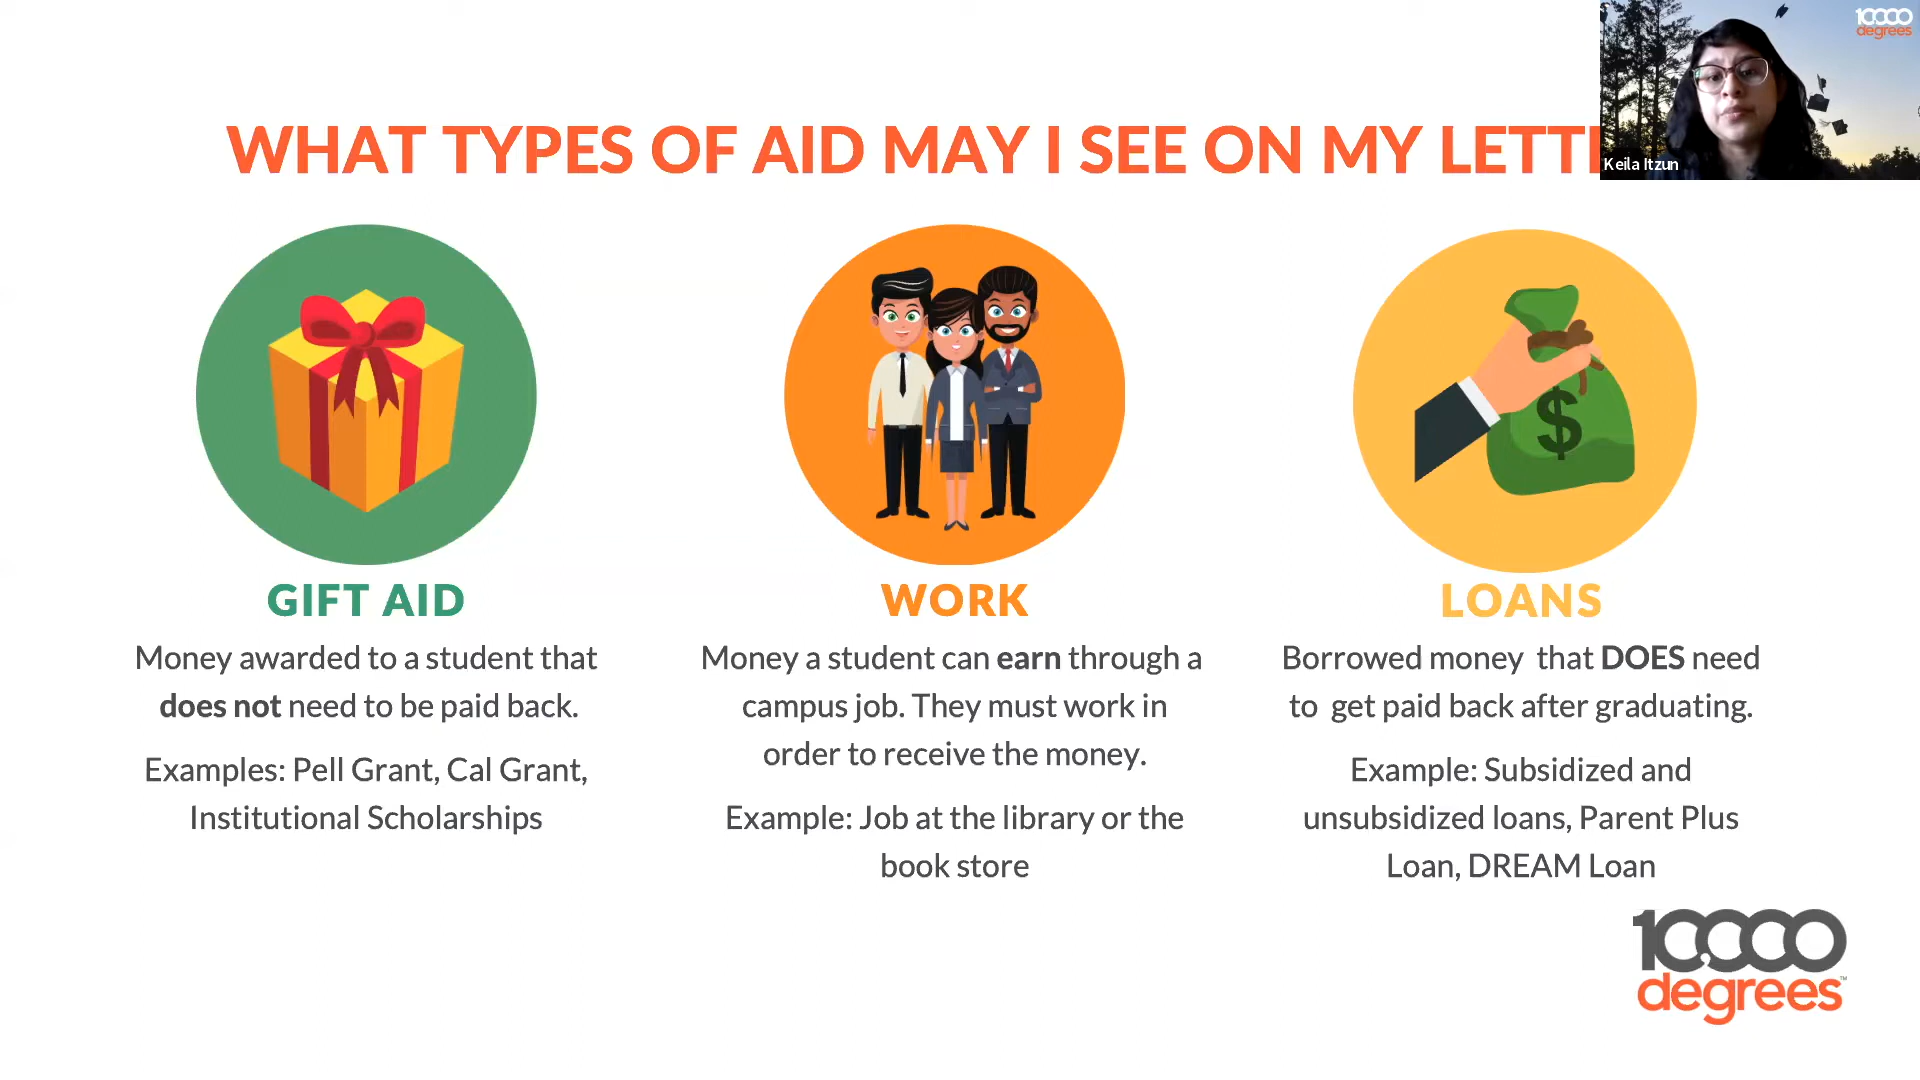 10,000
degrees
WHAT TYPES OF AID MAY I SEE ON MY LETT
Keila Itzun
$
GIFT AID
Money awarded to a student that
does not need to be paid back.
Examples: Pell Grant, Cal Grant,
Institutional Scholarships
WORK
Money a student can earn through a
campus job. They must work in
order to receive the money.
Example: Job at the library or the
book store
LOANS
Borrowed money that DOES need
to get paid back after graduating.
Example: Subsidized and
unsubsidized loans, Parent Plus
Loan, DREAM Loan
10,000
degrees™